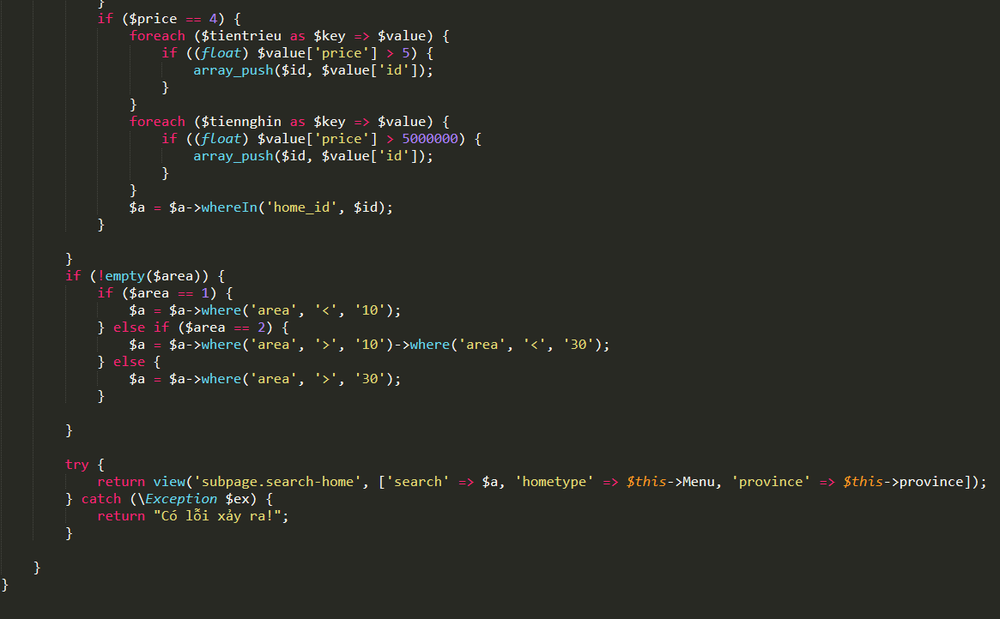 }
if ($price == 4) {
foreach ($tientrieu as $key => $value) {
if ((float) $value['price'] > 5) {
array_push($id, $value['id']);
}
}
foreach ($tiennghin as $key => $value) {
if ((float) $value['price'] > 5000000) {
array_push($id, $value['id']);
}
}
$a = $a->whereIn('home_id', $id);
}
}
if (!empty($area)) {
if ($area == 1) {
$a = $a->where('area', '<', '10');
} else if ($area == 2) {
$a = $a->where('area', '>', '10')->where('area', '<', '30');
} else {
$a = $a->where('area', '>', '30');
}
}
try {
return view('subpage.search-home', ['search' => $a, 'hometype' => $this->Menu, 'province' => $this->province]);
} catch (\Exception $ex) {
return "Có lỗi xảy ra!";
}
}
}